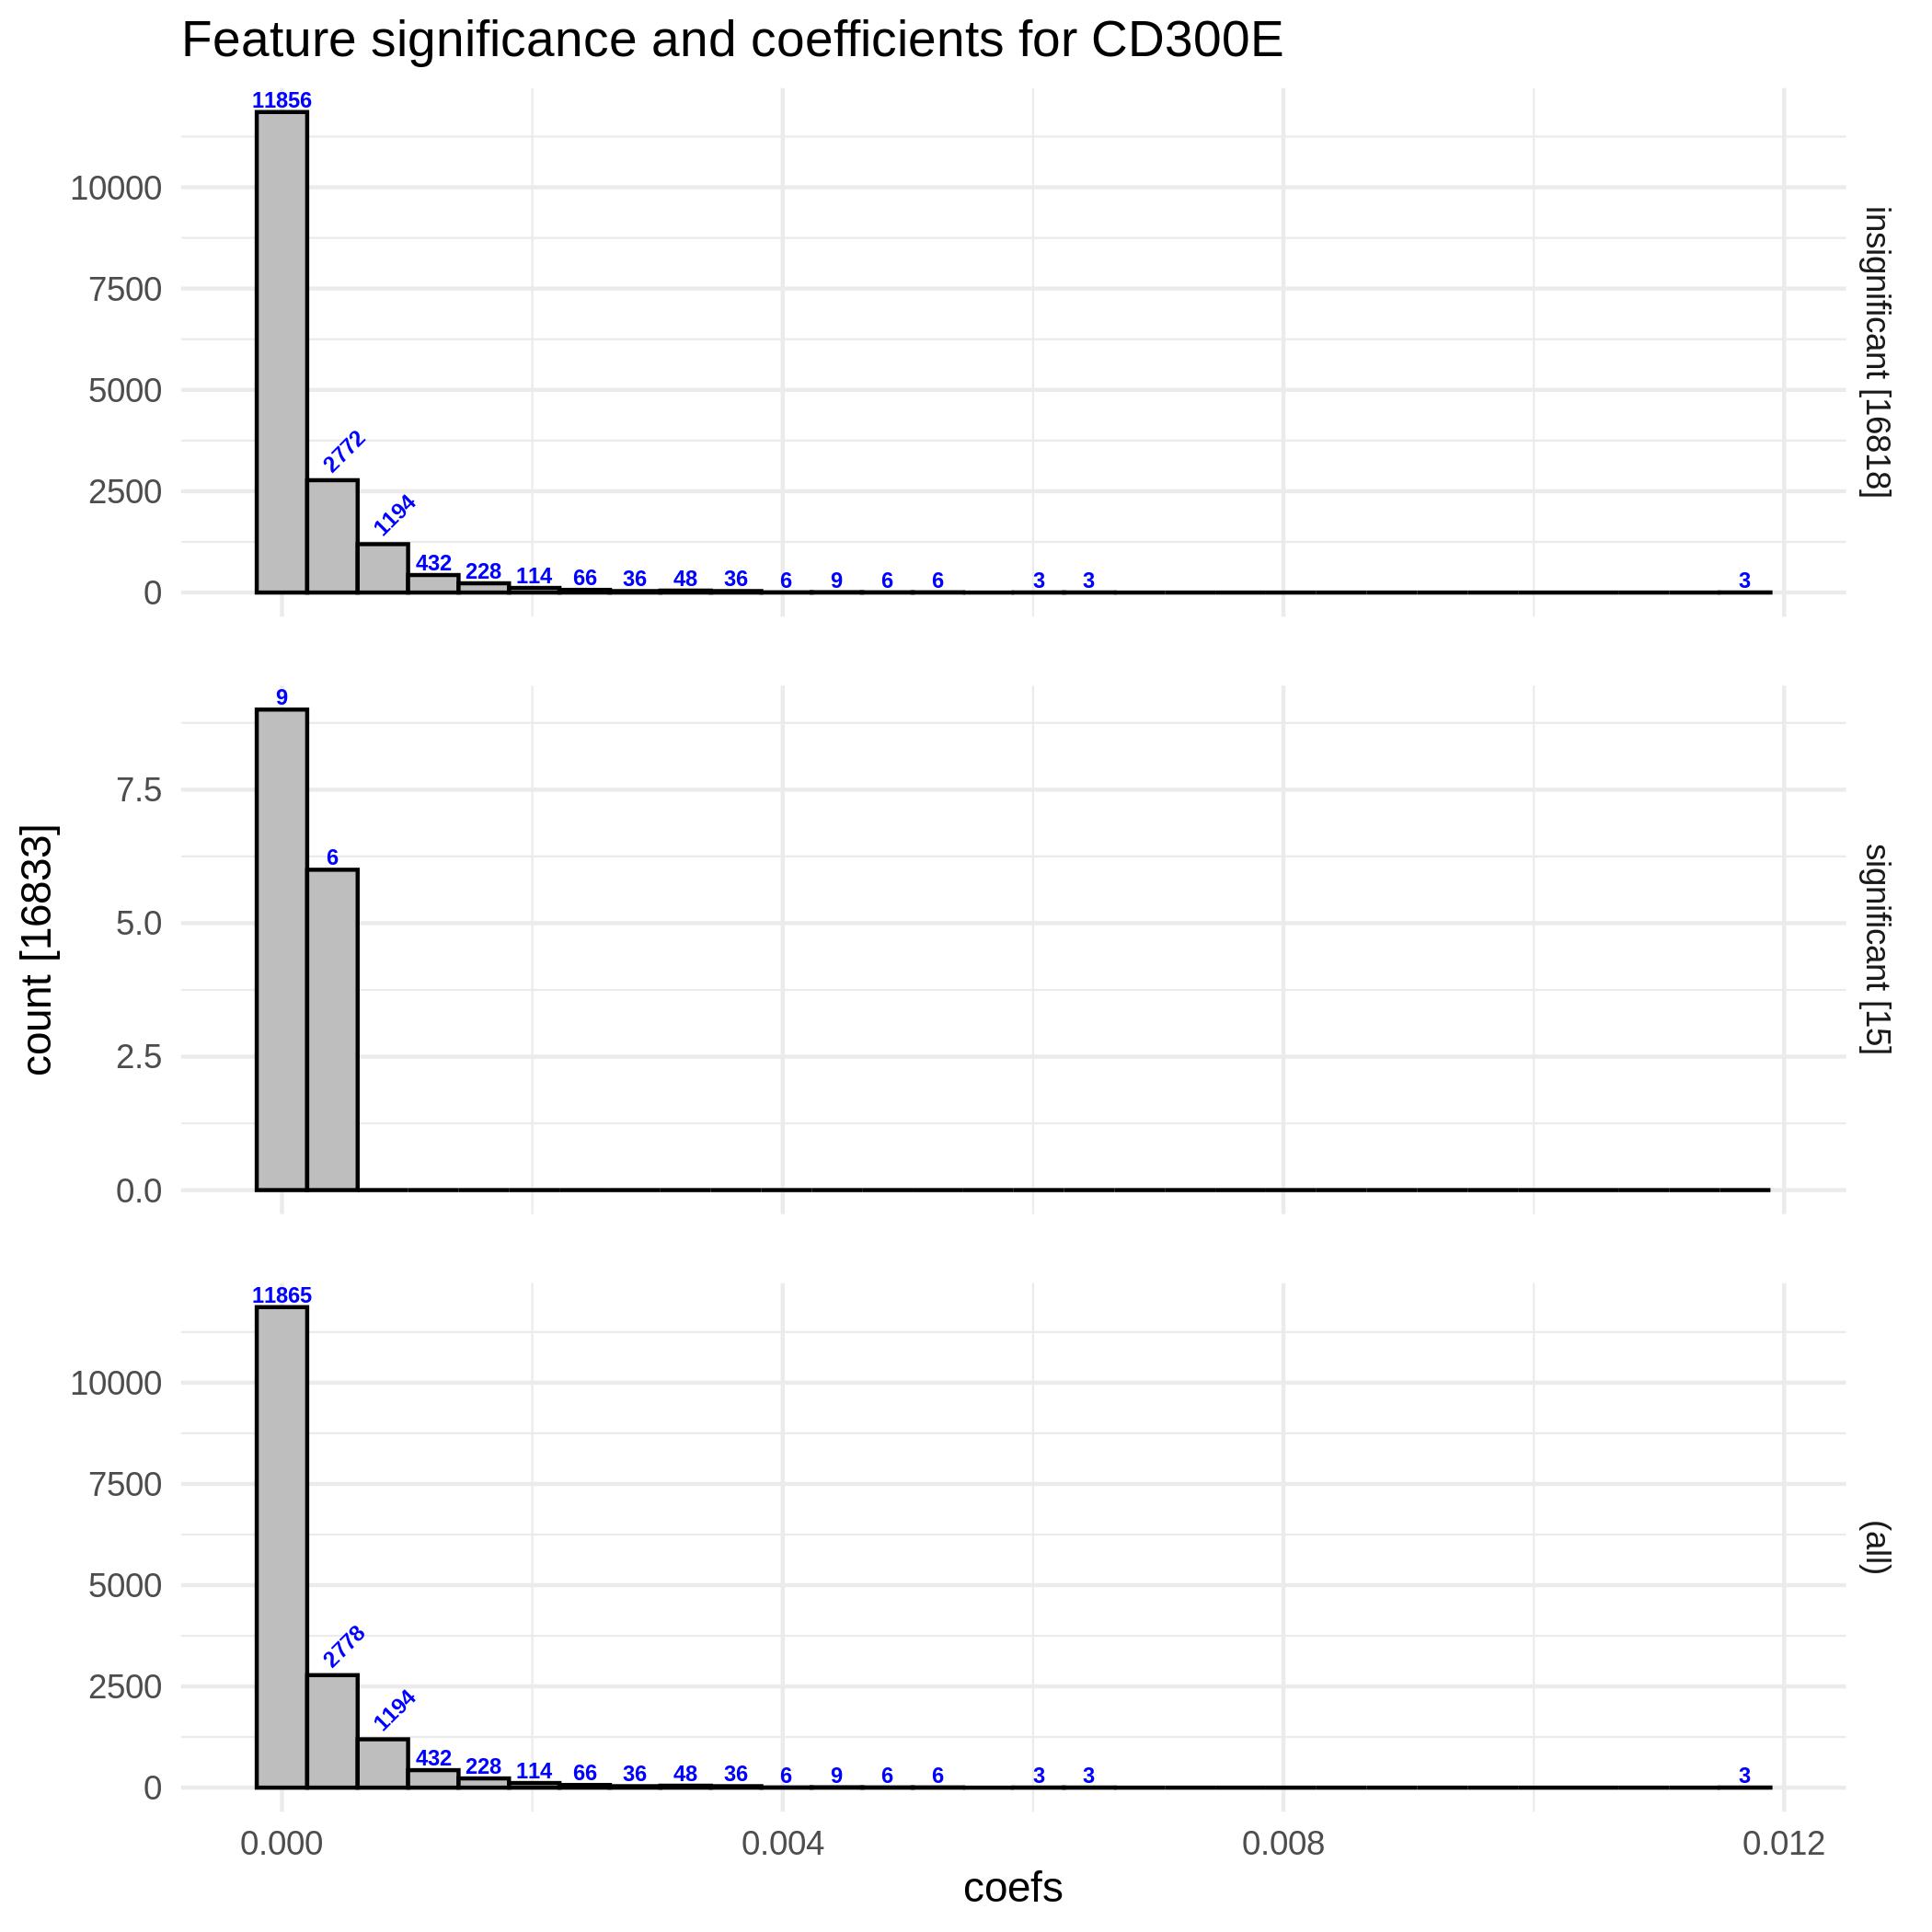 Feature significance and coefficients for CD300E
11856
10000
7500
5000
2500
0
2772
1194
432 228 114 66 36 48 36 6 9 6 6 3 3 3
insignificant [16818]
count [16833]
9
7.5
6
5.0
2.5
0.0
significant [15]
11865
10000
7500
5000
2500
0
2778
1194
432 228 114 66 36 48 36 6 9 6 6 3 3 3
(all)
0.000 0.004 0.008 0.012
coefs